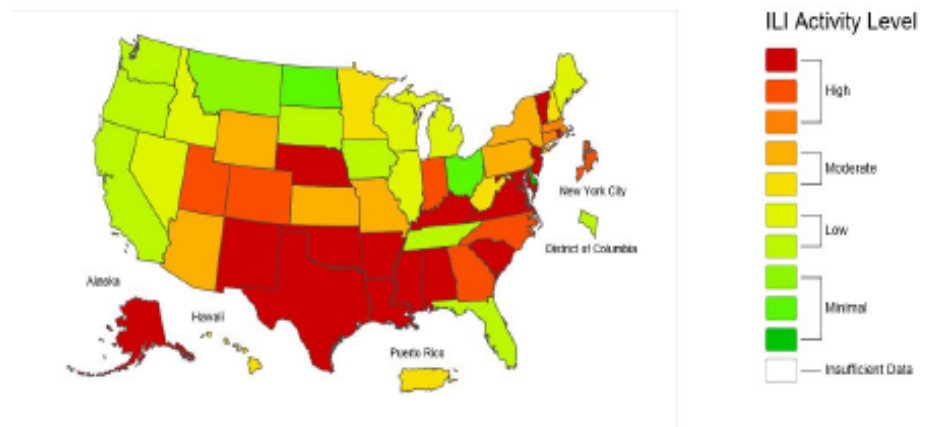 ILI Activity Level
High
Moderate
New York City
Low
District of Columbia
Alaska
Hawaii
Minimal
Puerto Rico
Insufficient Data